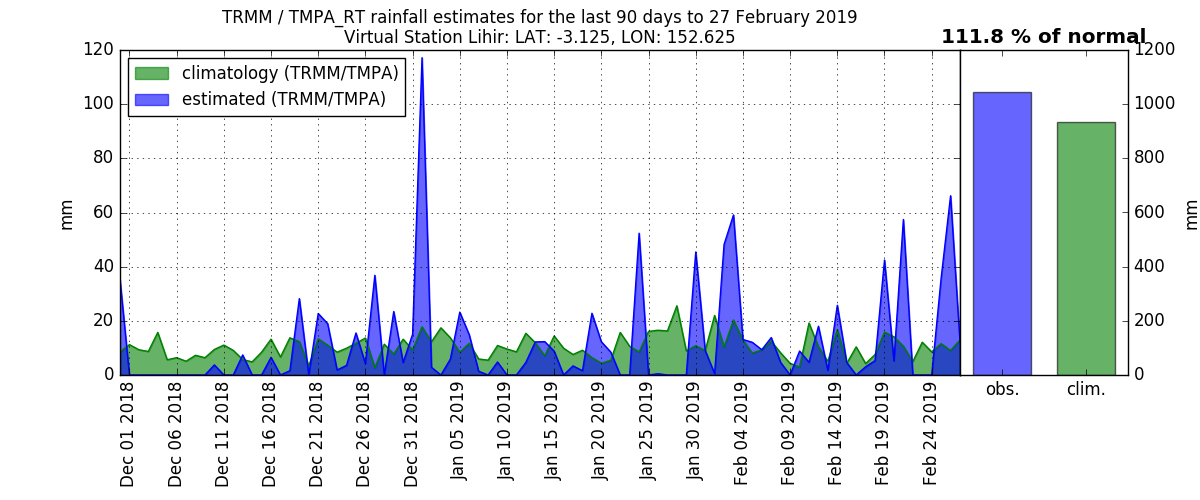 TRMM / TMPA_RT rainfall estimates for the last 90 days to 27 February 2019
Virtual Station Lihir: LAT: -3.125, LON: 152.625
111.8 % of normal
climatology (TRMM/TMPA)
estimated (TRMM/TMPA)
120
100
80
60
40
20
0
mm
Dec 01 2018
Dec 06 2018
Dec 11 2018
Dec 16 2018
Dec 21 2018
Dec 26 2018
Dec 31 2018
Jan 05 2019
Jan 10 2019
Jan 15 2019
Jan 20 2019
Jan 25 2019
Jan 30 2019
Feb 04 2019
Feb 09 2019
Feb 14 2019
Feb 19 2019
Feb 24 2019
obs.
clim.
1200
1000
800
600
400
200
0
mm